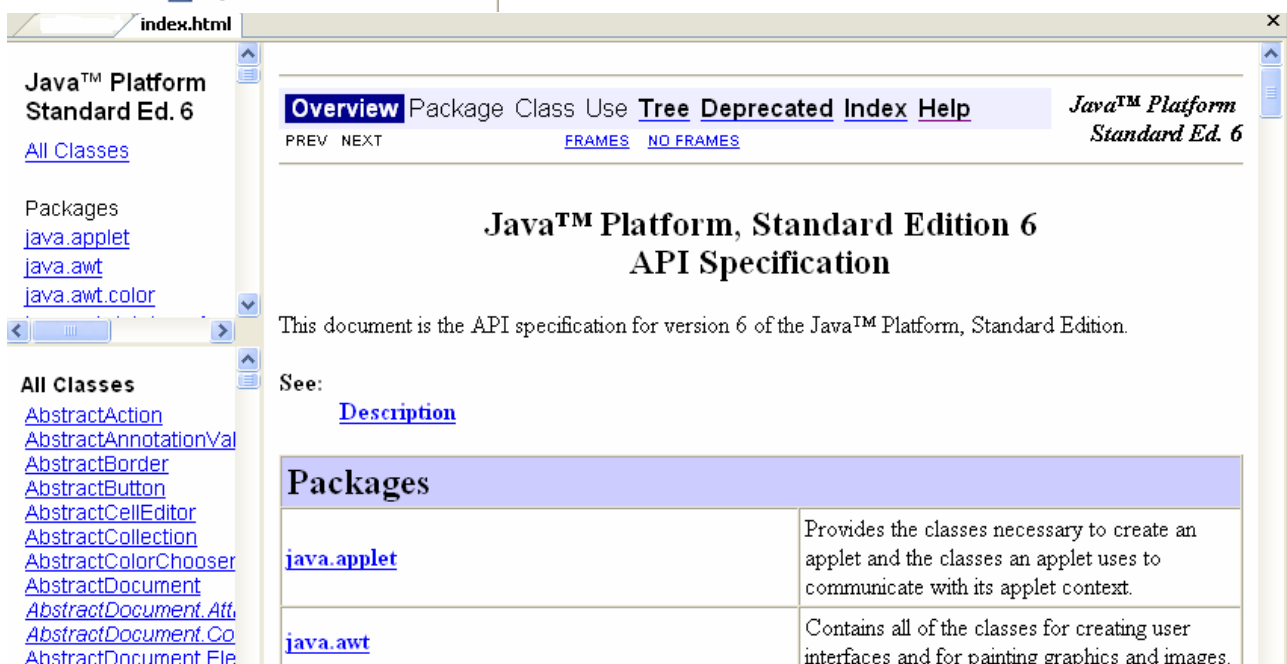 index.html
Java™ Platform
Standard Ed. 6
All Classes
Packages
java.applet
java.awt
java.awt.color
All Classes
AbstractAction
AbstractAnnotationVal
AbstractBorder
AbstractButton
AbstractCellEditor
AbstractCollection
AbstractColorChooser
AbstractDocument
AbstractDocument.Att
AbstractDocument.Co
AbstractDocument.Ele
Overview Package Class Use Tree Deprecated Index Help
PREV NEXT FRAMES NO FRAMES
Java™ Platform
Standard Ed. 6
Java™ Platform, Standard Edition 6
API Specification
This document is the API specification for version 6 of the Java™ Platform, Standard Edition.
See:
Description
Packages
java.applet
Provides the classes necessary to create an
applet and the classes an applet uses to
communicate with its applet context.
java.awt
Contains all of the classes for creating user
interfaces and for painting graphics and images.